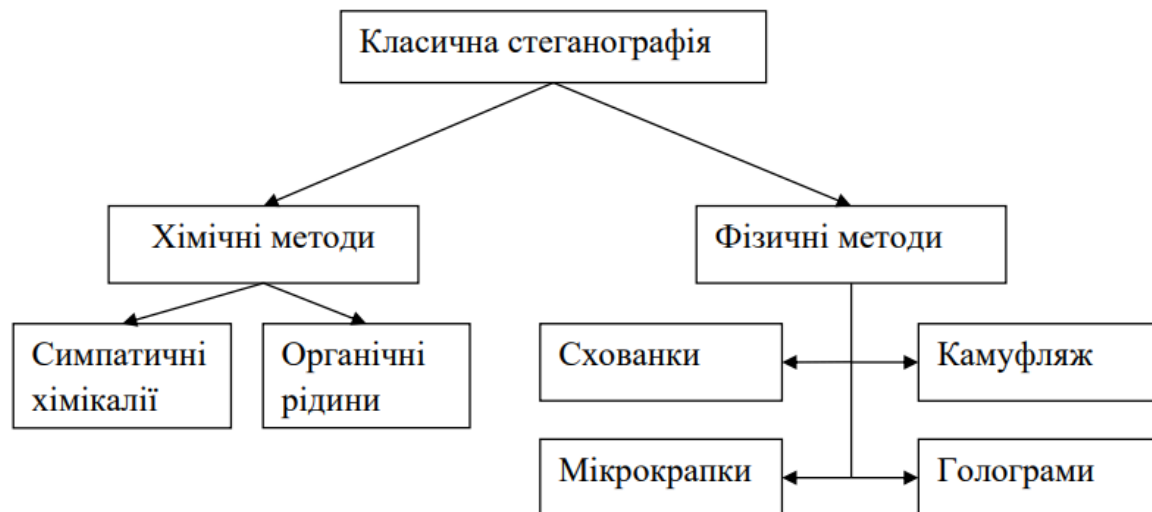 Класична стеганографія
Хімічні методи
Фізичні методи
Симпатичні
хімікалії
Органічні
рідини
Схованки
Камуфляж
Мікрокрапки
Голограми